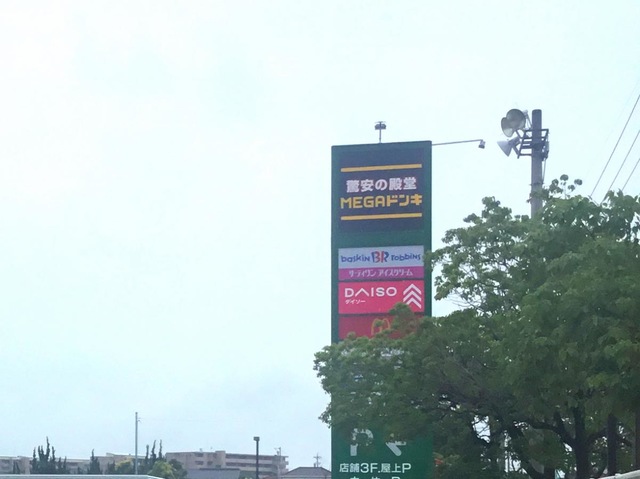 驚安の殿堂
MEGAドンキ
baskin BR robbins
サーティワン アイスクリーム
DAISO
ダイソー
P
店舗3F,屋上P